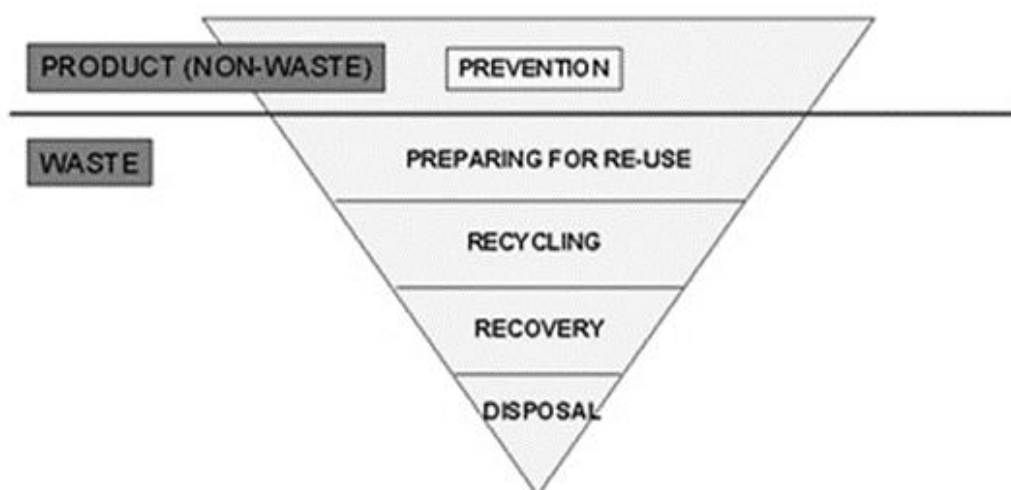 PRODUCT (NON-WASTE)
PREVENTION
WASTE
PREPARING FOR RE-USE
RECYCLING
RECOVERY
DISPOSAL